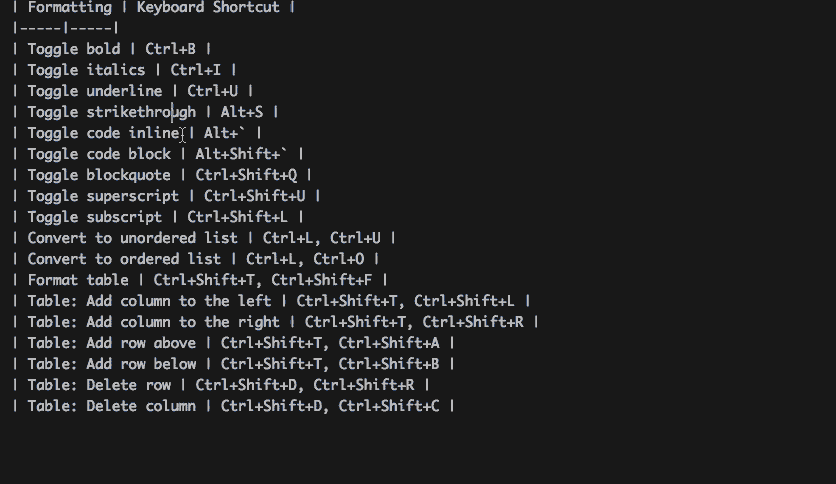 | Formatting | Keyboard Shortcut |
|-----|-----|
| Toggle bold | Ctrl+B |
| Toggle italics | Ctrl+I |
| Toggle underline | Ctrl+U |
| Toggle strikethrough | Alt+S |
| Toggle code inline | Alt+` |
| Toggle code block | Alt+Shift+` |
| Toggle blockquote | Ctrl+Shift+Q |
| Toggle superscript | Ctrl+Shift+U |
| Toggle subscript | Ctrl+Shift+L |
| Convert to unordered list | Ctrl+L, Ctrl+U |
| Convert to ordered list | Ctrl+L, Ctrl+O |
| Format table | Ctrl+Shift+T, Ctrl+Shift+F |
| Table: Add column to the left | Ctrl+Shift+T, Ctrl+Shift+L |
| Table: Add column to the right | Ctrl+Shift+T, Ctrl+Shift+R |
| Table: Add row above | Ctrl+Shift+T, Ctrl+Shift+A |
| Table: Add row below | Ctrl+Shift+T, Ctrl+Shift+B |
| Table: Delete row | Ctrl+Shift+D, Ctrl+Shift+R |
| Table: Delete column | Ctrl+Shift+D, Ctrl+Shift+C |